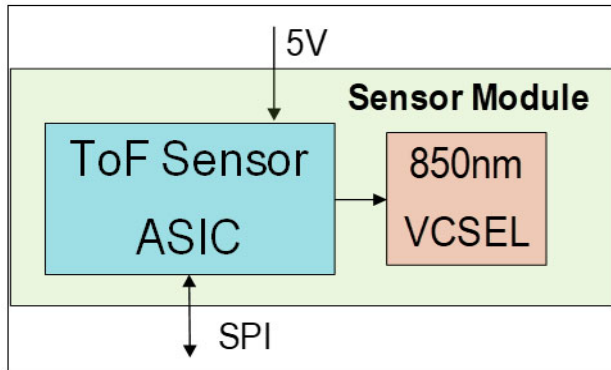 5V
Sensor Module
ToF Sensor
ASIC
850nm
VCSEL
SPI